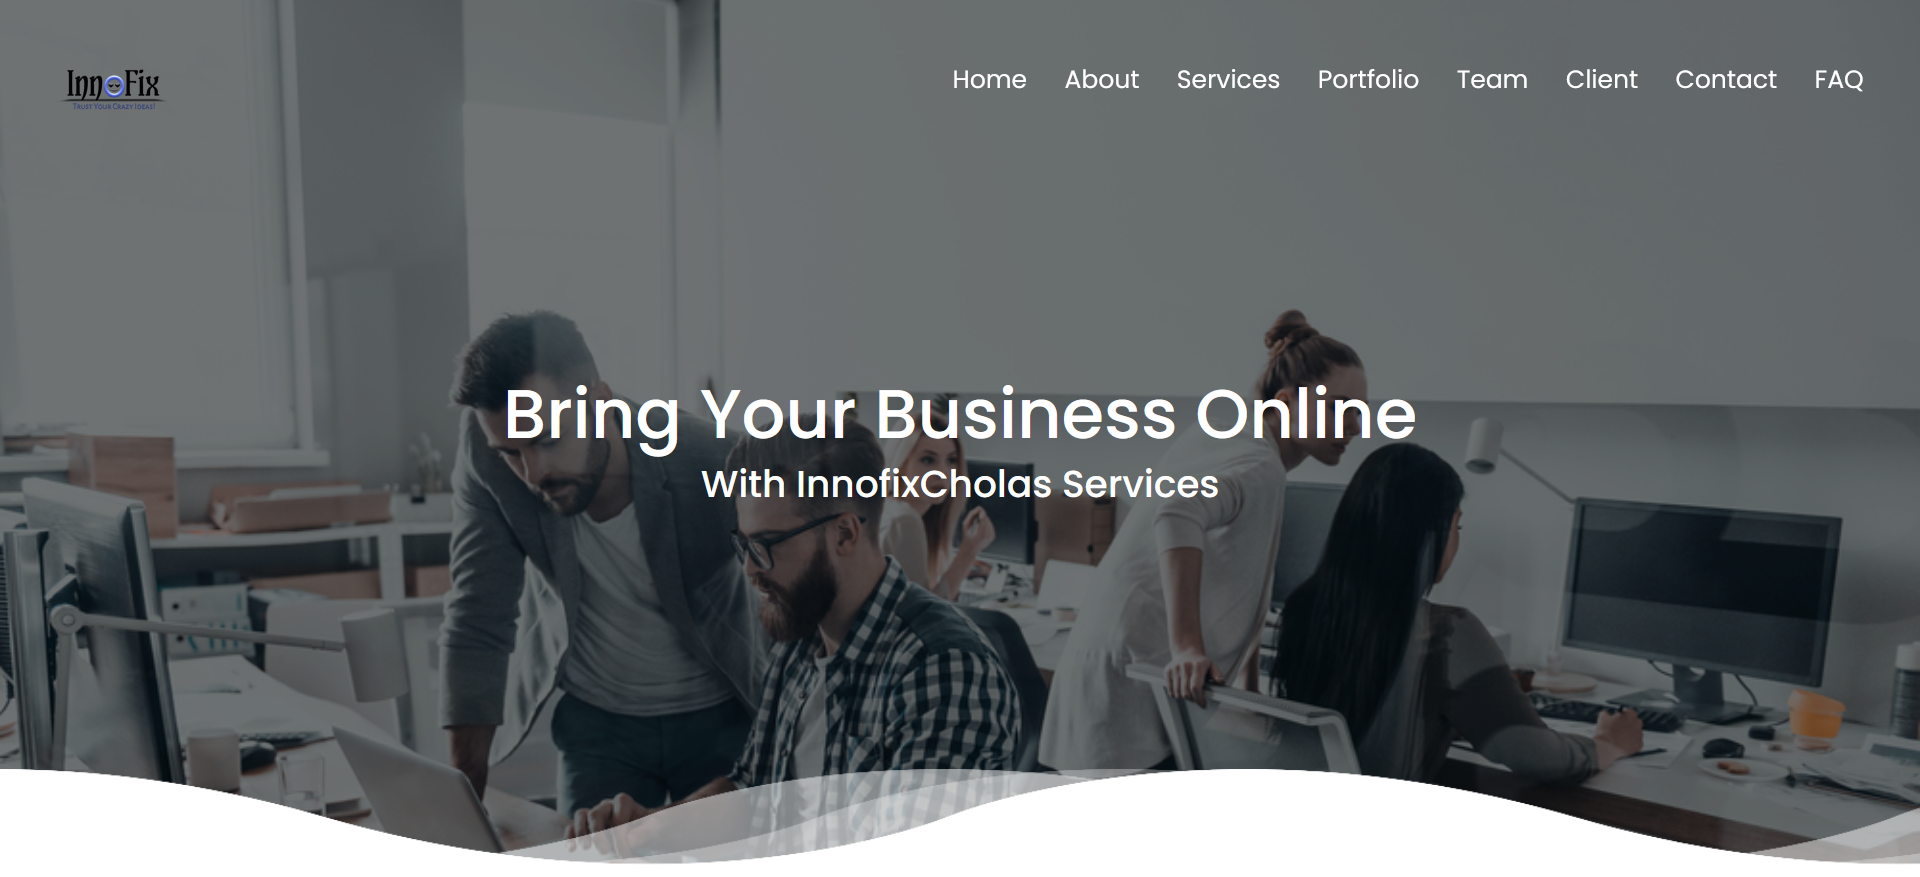 InnoFix
Trust Your Crazy Ideas!
Home About Services Portfolio Team Client Contact FAQ
Bring Your Business Online
With InnofixCholas Services